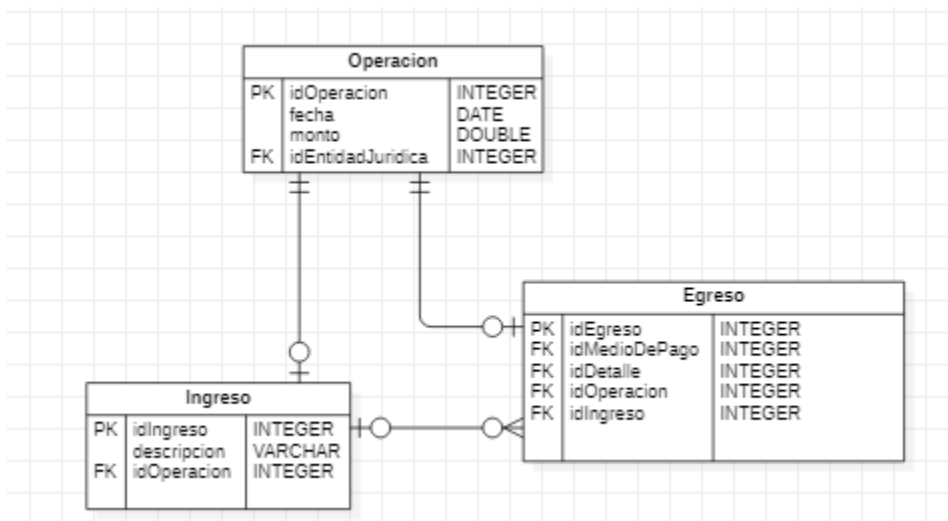 Operacion
PK idOperacion INTEGER
fecha DATE
monto DOUBLE
FK idEntidadJuridica INTEGER
Egreso
PK idEgreso INTEGER
FK idMedioDePago INTEGER
FK idDetalle INTEGER
FK idOperacion INTEGER
FK idIngreso INTEGER
Ingreso
PK idIngreso INTEGER
descripcion VARCHAR
FK idOperacion INTEGER